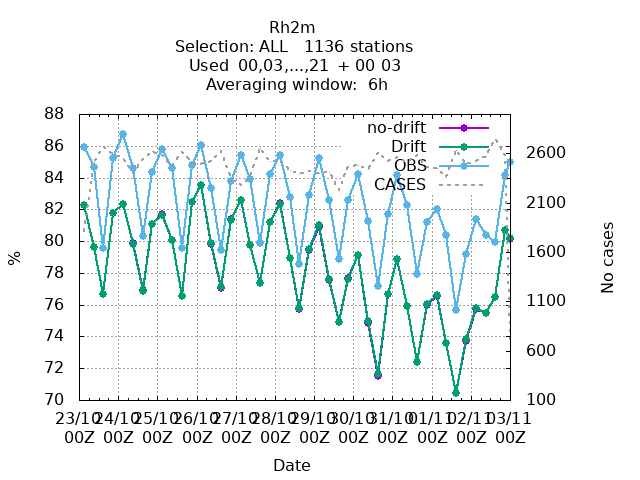 Rh2m
Selection: ALL   1136 stations
Used  00,03,...,21  + 00 03
Averaging window:  6h
88
86
84
82
80
78
76
74
72
70
%
no-drift
Drift
OBS
CASES
2600
2100
1600
1100
600
100
No cases
23/10 24/10 25/10 26/10 27/10 28/10 29/10 30/10 31/10 01/11 02/11 03/11
00Z 00Z 00Z 00Z 00Z 00Z 00Z 00Z 00Z 00Z 00Z 00Z
Date